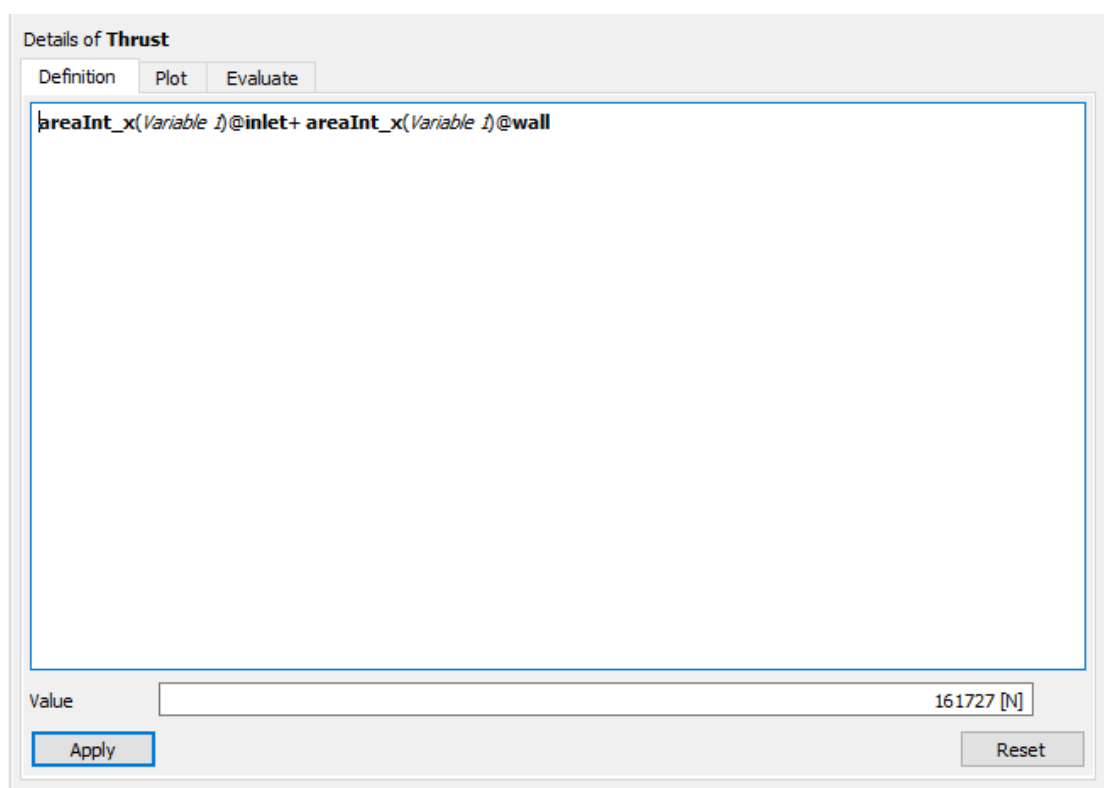 Details of Thrust
Definition Plot Evaluate
areaInt_x(Variable 1)@inlet+ areaInt_x(Variable 1)@wall
Value 161727 [N]
Apply Reset